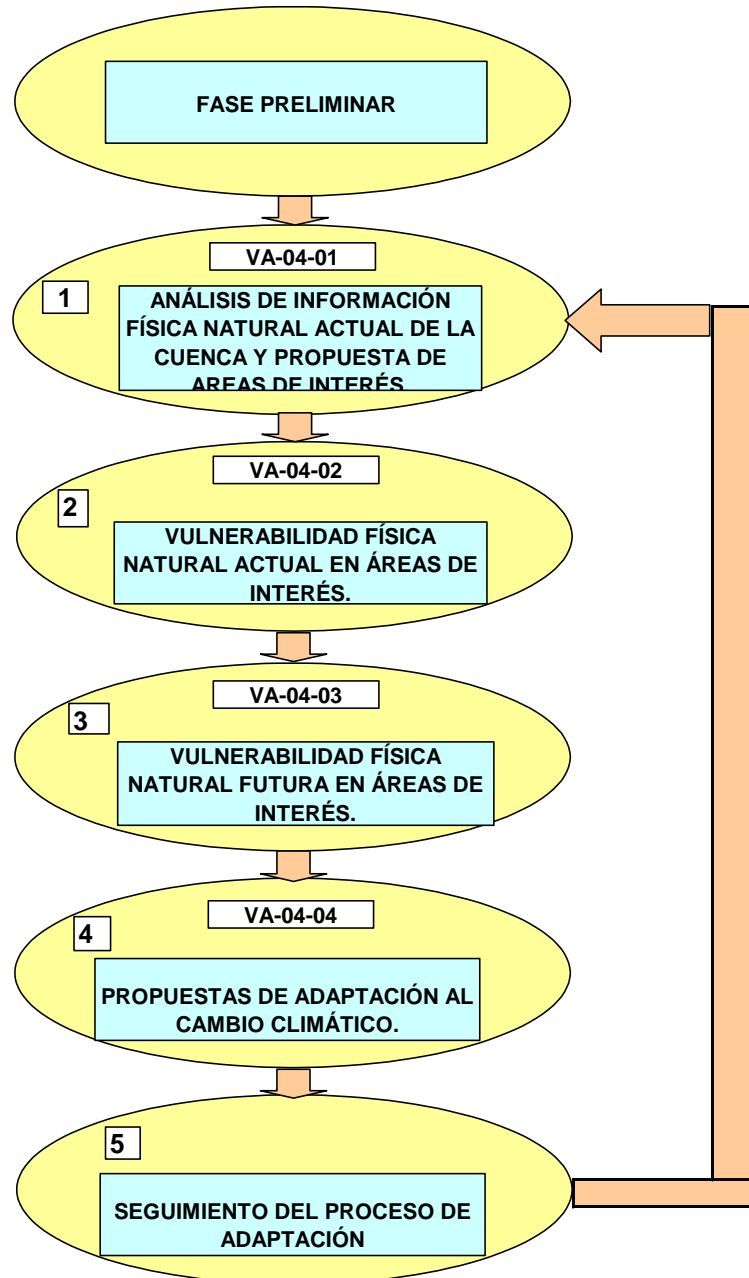 FASE PRELIMINAR
VA-04-01
1
ANÁLISIS DE INFORMACIÓN
FÍSICA NATURAL ACTUAL DE LA
CUENCA Y PROPUESTA DE
AREAS DE INTERÉS
VA-04-02
2
VULNERABILIDAD FÍSICA
NATURAL ACTUAL EN ÁREAS DE
INTERÉS.
VA-04-03
3
VULNERABILIDAD FÍSICA
NATURAL FUTURA EN ÁREAS DE
INTERÉS.
VA-04-04
4
PROPUESTAS DE ADAPTACIÓN AL
CAMBIO CLIMÁTICO.
5
SEGUIMIENTO DEL PROCESO DE
ADAPTACIÓN